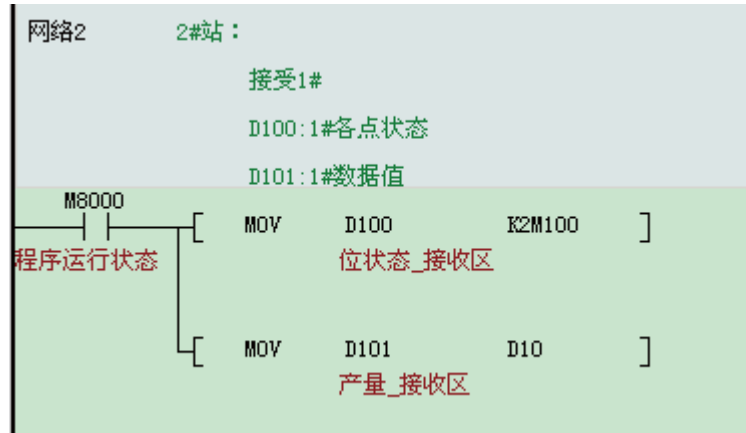 网络2 2#站：
接受1#
D100:1#各点状态
D101:1#数据值
M8000
[ MOV D100 K2M100 ]
程序运行状态 位状态_接收区
[ MOV D101 D10 ]
产量_接收区